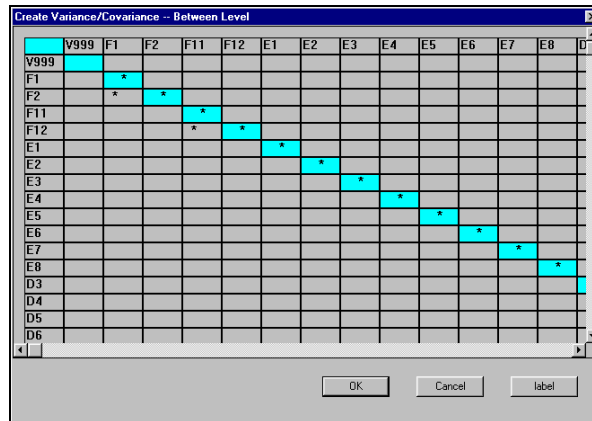 Create Variance/Covariance -- Between Level
V999 F1 F2 F11 F12 E1 E2 E3 E4 E5 E6 E7 E8 D
V999
F1 *
F2 * *
F11 *
F12 * *
E1 *
E2 *
E3 *
E4 *
E5 *
E6 *
E7 *
E8 *
D3
D4
D5
D6
OK Cancel label